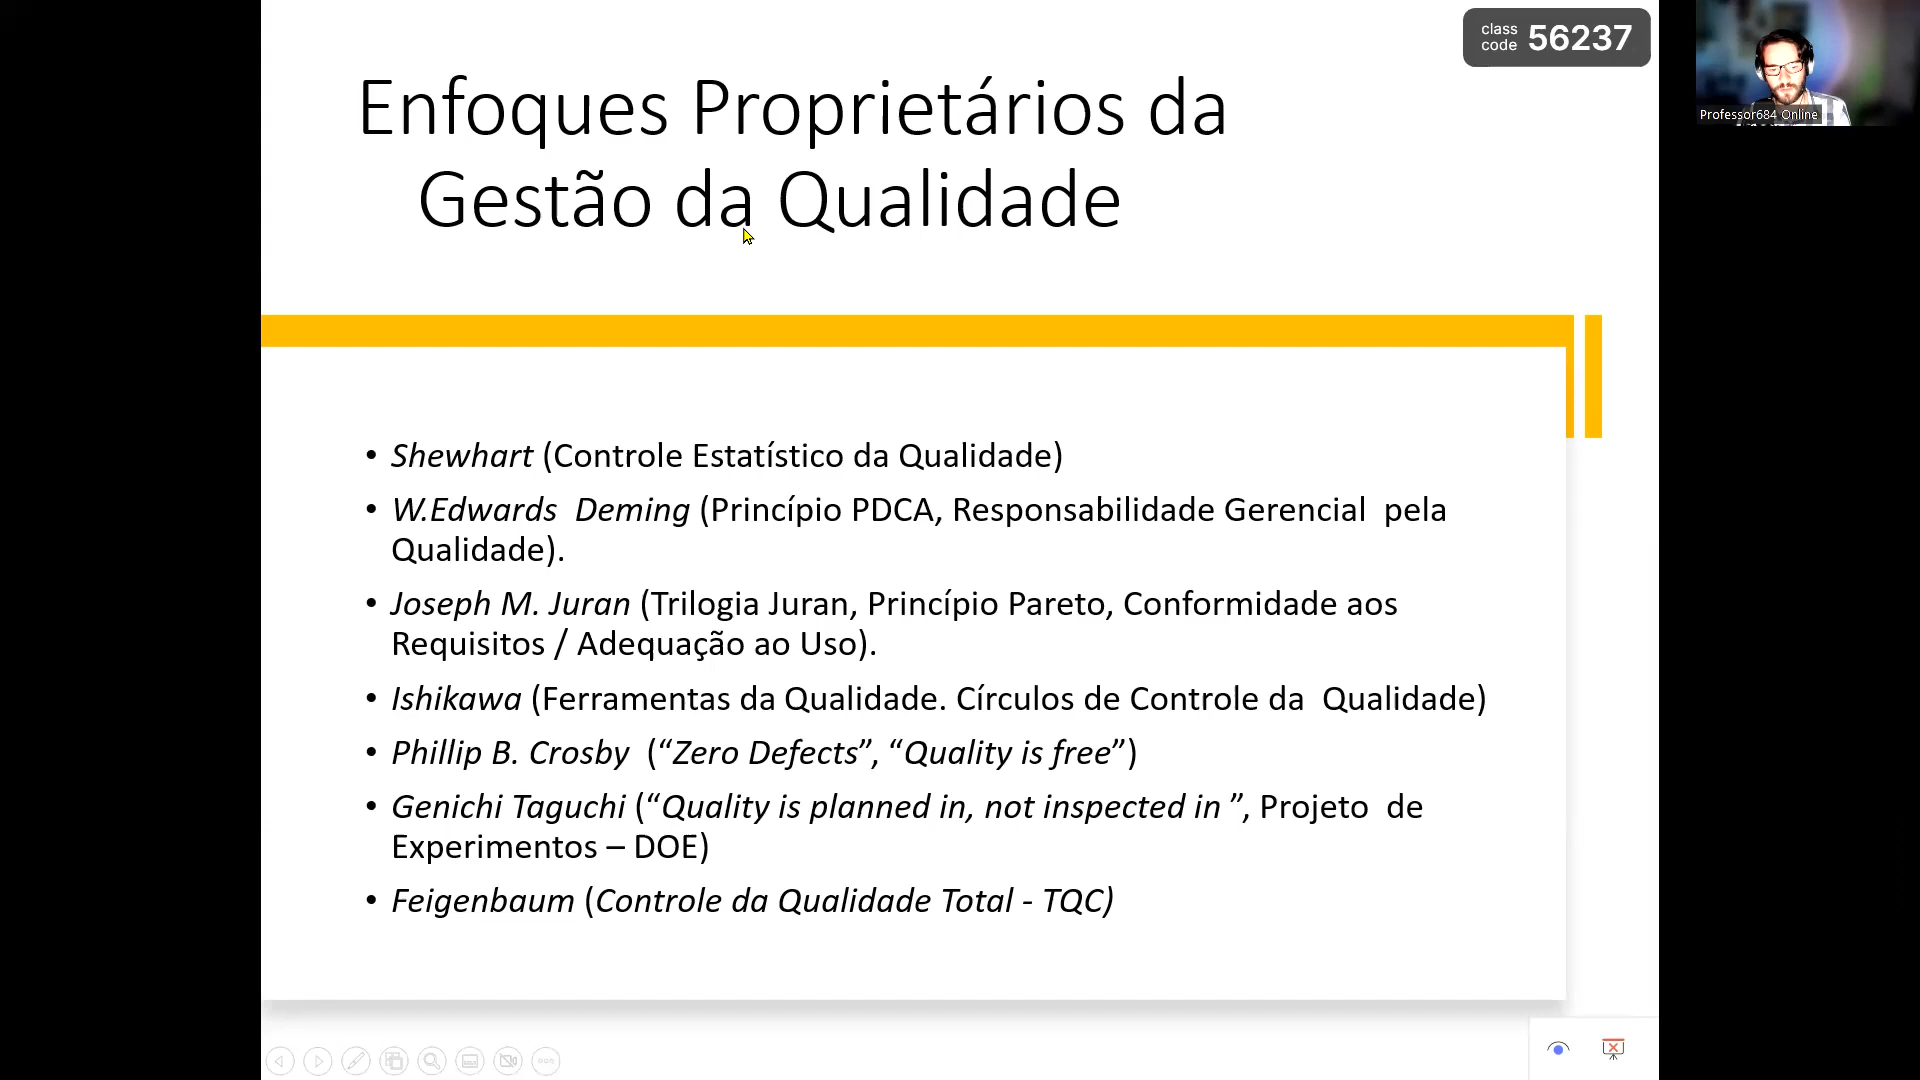 class
code 56237
Professor684 Online
Enfoques Proprietários da
Gestão da Qualidade
• Shewhart (Controle Estatístico da Qualidade)
• W.Edwards Deming (Princípio PDCA, Responsabilidade Gerencial pela
Qualidade).
• Joseph M. Juran (Trilogia Juran, Princípio Pareto, Conformidade aos
Requisitos / Adequação ao Uso).
• Ishikawa (Ferramentas da Qualidade. Círculos de Controle da Qualidade)
• Phillip B. Crosby (“Zero Defects”, “Quality is free”)
• Genichi Taguchi (“Quality is planned in, not inspected in ”, Projeto de
Experimentos – DOE)
• Feigenbaum (Controle da Qualidade Total - TQC)